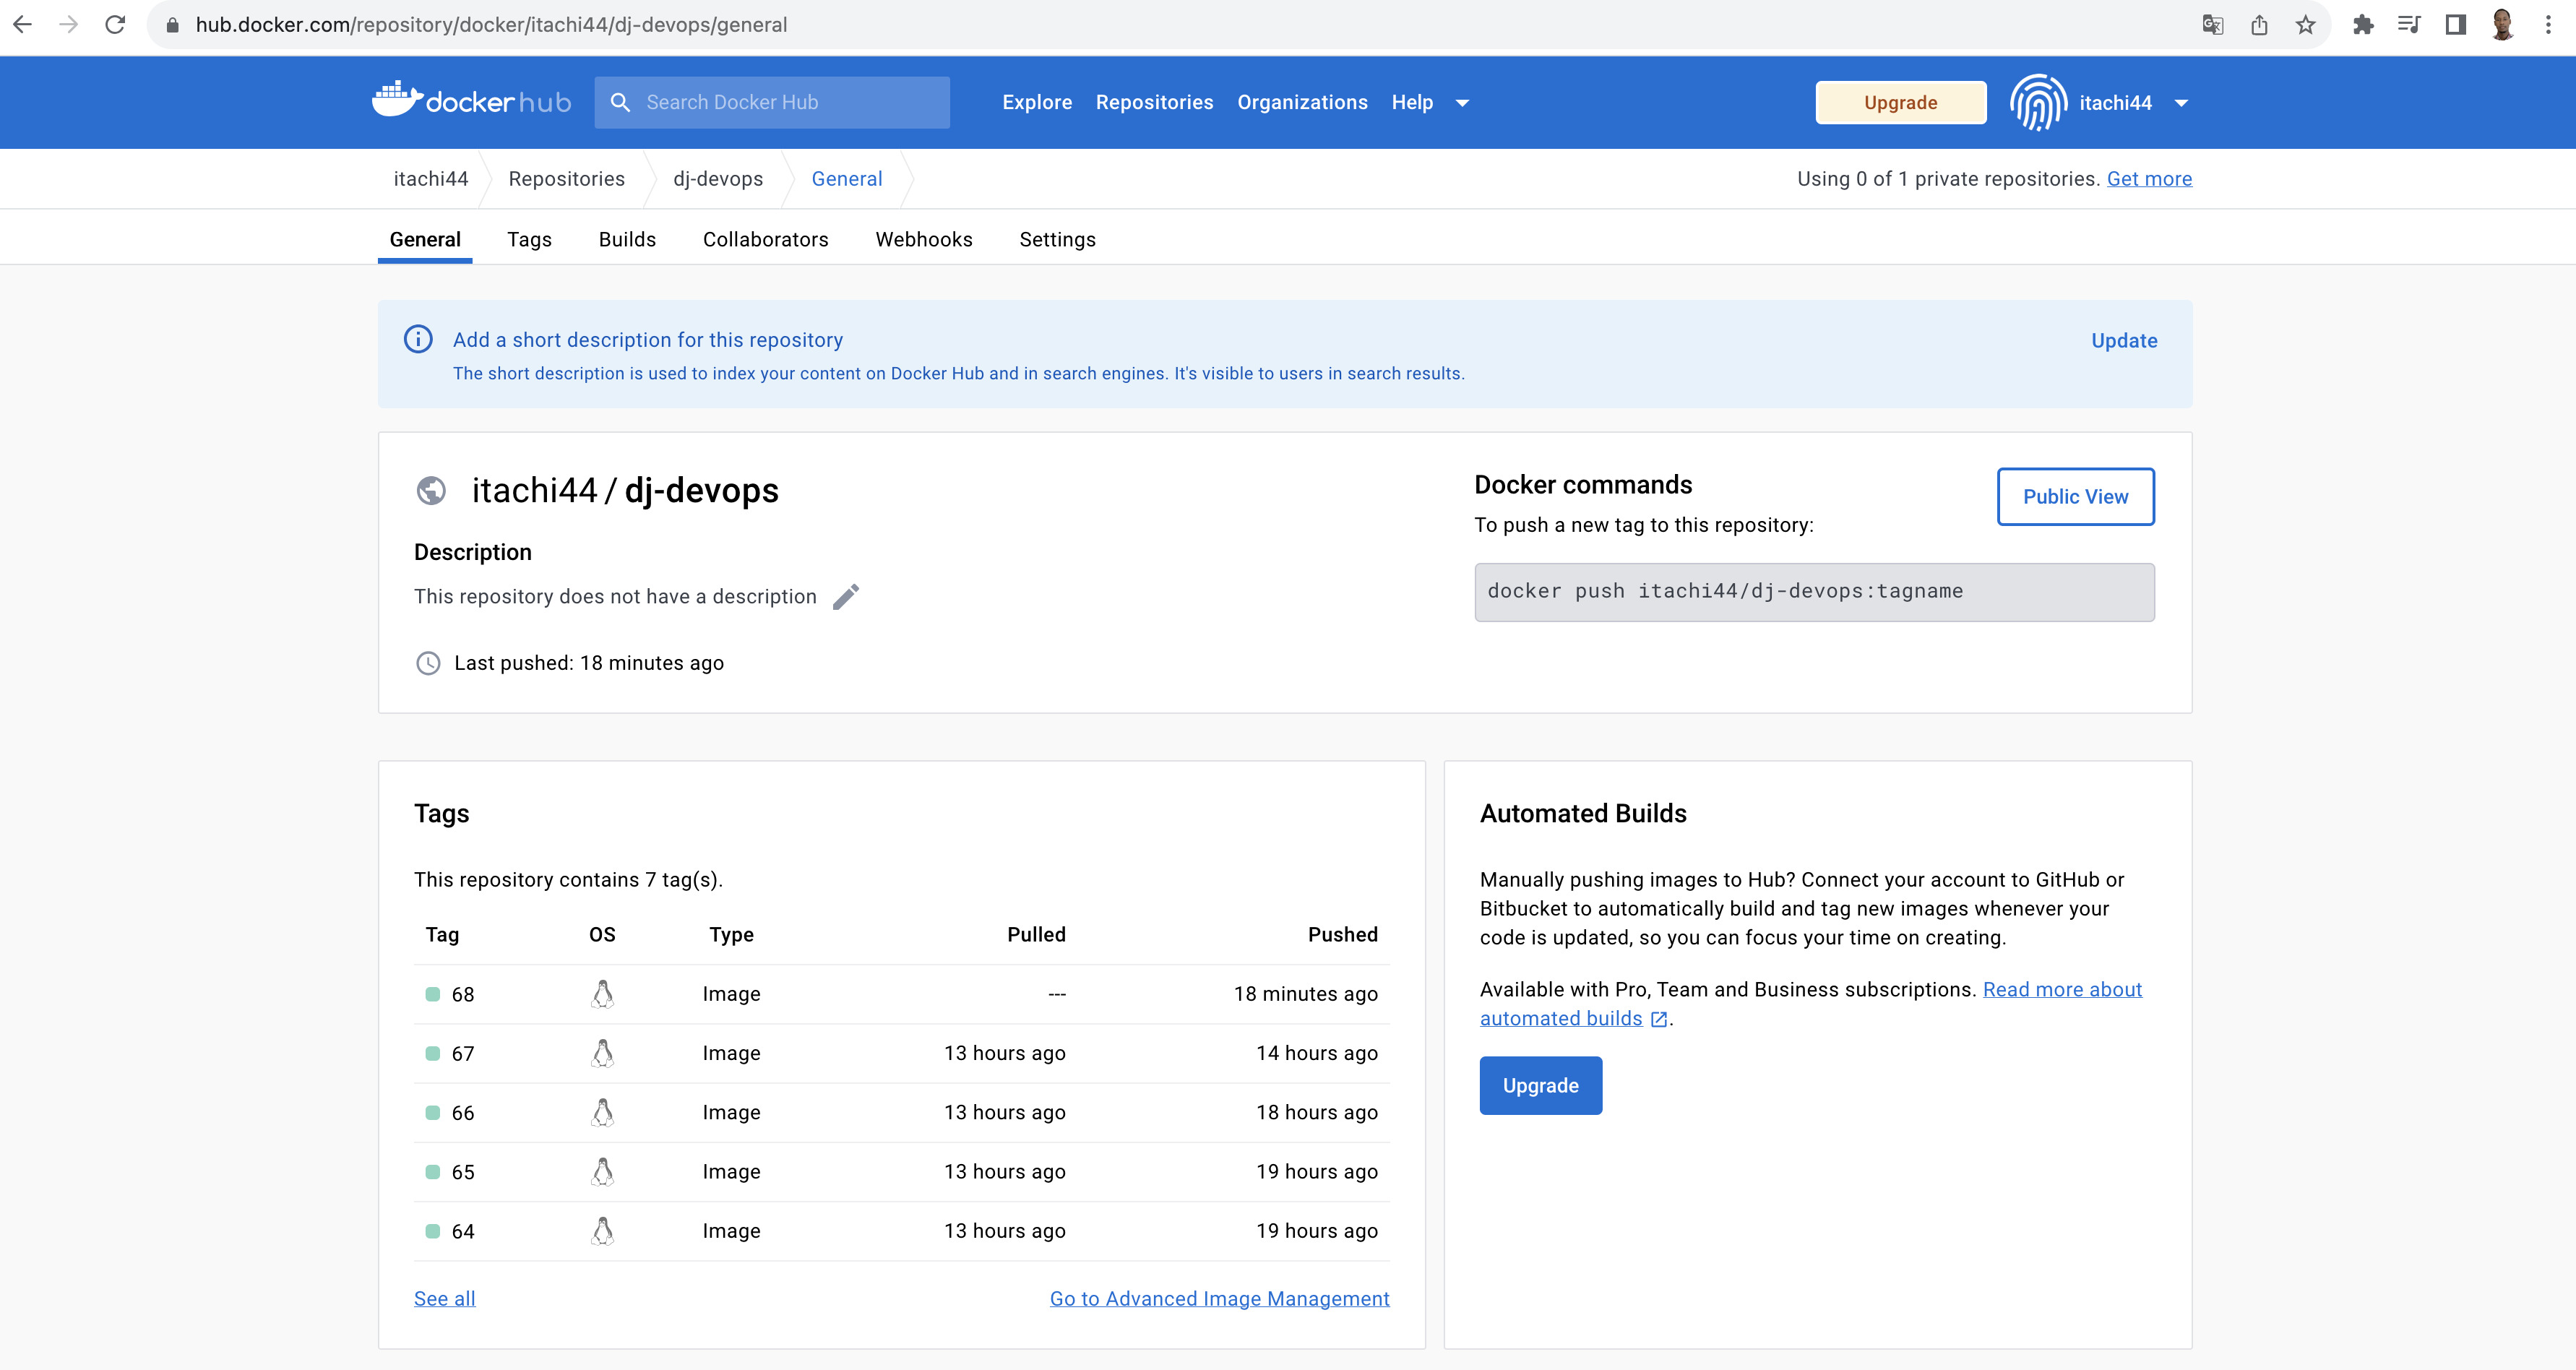 hub.docker.com/repository/docker/itachi44/dj-devops/general
dockerhub
Search Docker Hub
Explore
Repositories
Organizations
Help
Upgrade
itachi44
itachi44
Repositories
dj-devops
General
Using 0 of 1 private repositories. Get more
General
Tags
Builds
Collaborators
Webhooks
Settings
Add a short description for this repository
Update
The short description is used to index your content on Docker Hub and in search engines. It's visible to users in search results.
itachi44 / dj-devops
Description
This repository does not have a description
Last pushed: 18 minutes ago
Docker commands
Public View
To push a new tag to this repository:
docker push itachi44/dj-devops:tagname
Tags
This repository contains 7 tag(s).
Tag OS Type Pulled Pushed
68 Image --- 18 minutes ago
67 Image 13 hours ago 14 hours ago
66 Image 13 hours ago 18 hours ago
65 Image 13 hours ago 19 hours ago
64 Image 13 hours ago 19 hours ago
See all
Go to Advanced Image Management
Automated Builds
Manually pushing images to Hub? Connect your account to GitHub or
Bitbucket to automatically build and tag new images whenever your
code is updated, so you can focus your time on creating.
Available with Pro, Team and Business subscriptions. Read more about
automated builds.
Upgrade